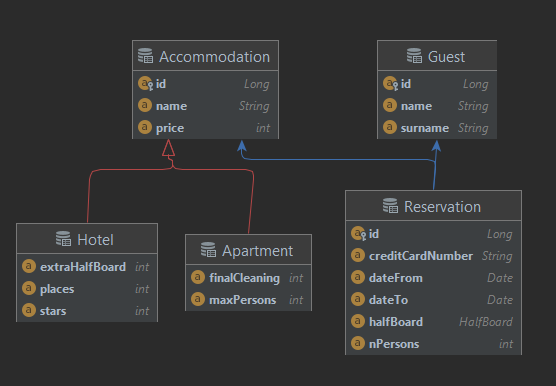 Accommodation
id Long
name String
price int
Guest
id Long
name String
surname String
Hotel
extraHalfBoard int
places int
stars int
Apartment
finalCleaning int
maxPersons int
Reservation
id Long
creditCardNumber String
dateFrom Date
dateTo Date
halfBoard HalfBoard
nPersons int